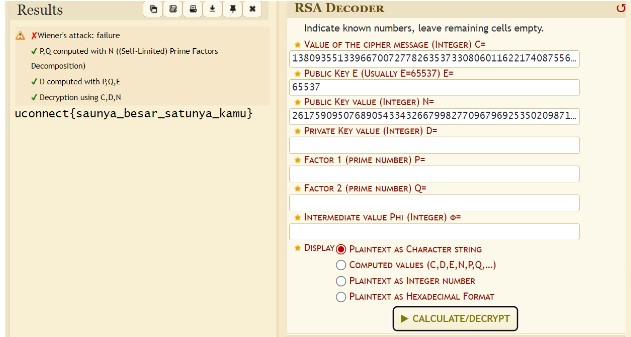 Results
Wiener's attack: failure
P,Q computed with N ((Self-Limited) Prime Factors
Decomposition)
D computed with P,Q,E
Decryption using C,D,N
uconnect{saunya_besar_satunya_kamu}
RSA Decoder
Indicate known numbers, leave remaining cells empty.
Value of the cipher message (Integer) C=
1380935513396670072778263537330806011622174087556...
Public Key E (Usually E=65537) E=
65537
Public Key value (Integer) N=
26175909507689054334326679982770967969253502098 71...
Private Key value (Integer) D=
Factor 1 (prime number) P=
Factor 2 (prime number) Q=
Intermediate value Phi (Integer) Φ=
Display
Plaintext as Character string
Computed values (C,D,E,N,P,Q,...)
Plaintext as Integer number
Plaintext as Hexadecimal Format
► CALCULATE/DECRYPT